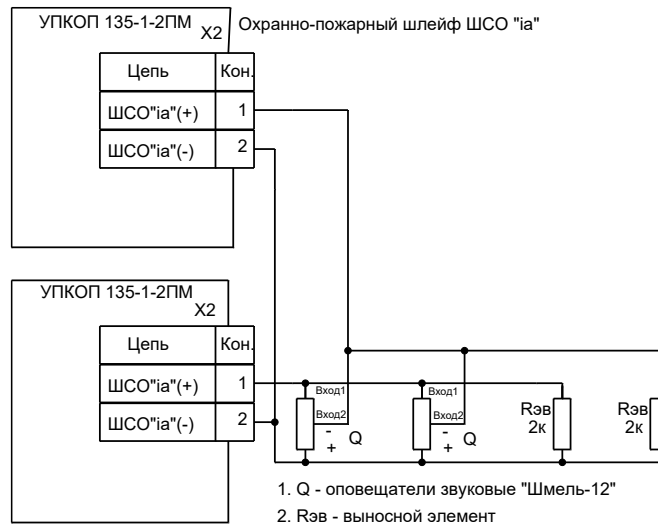 УПКОП 135-1-2ПМ
X2
Охранно-пожарный шлейф ШСО "ia"
Цепь Кон.
ШСО"ia"(+) 1
ШСО"ia"(-) 2
УПКОП 135-1-2ПМ
X2
Цепь Кон.
ШСО"ia"(+) 1
ШСО"ia"(-) 2
Вход1
Вход2
-
+
Q
Вход1
Вход2
-
+
Q
Rэв
2к
Rэв
2к
1. Q - оповещатели звуковые "Шмель-12"
2. Rэв - выносной элемент